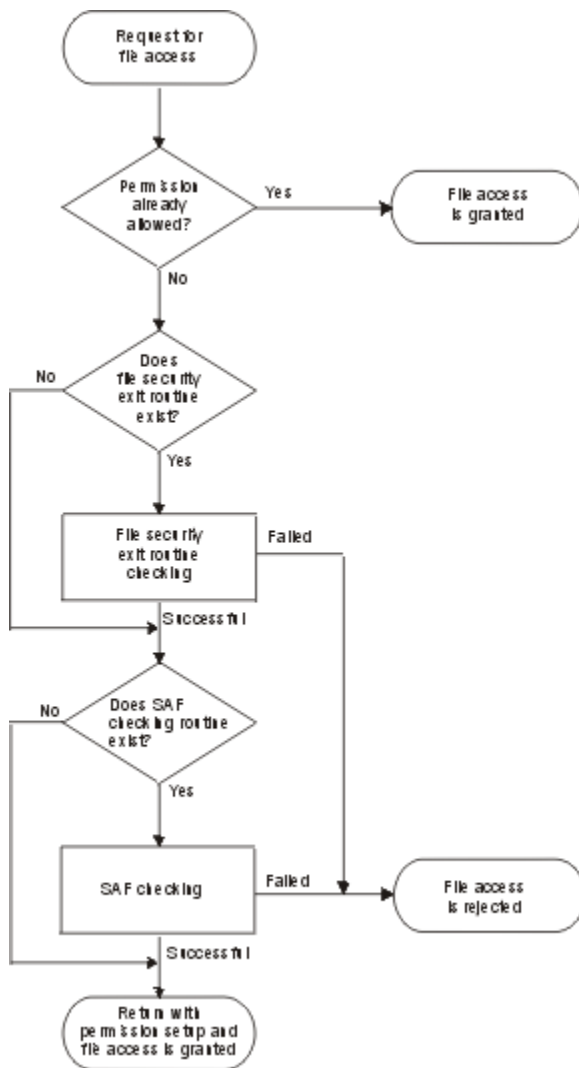 Request for
file access
Permission
already
allowed?
Yes
File access
is granted
No
Does
file security
exit routine
exist?
No
Yes
File security
exit routine
checking
Failed
Successful
Does SAF
checking routine
exist?
No
Yes
SAF checking
Failed
File access
is rejected
Successful
Return with
permission setup and
file access is granted